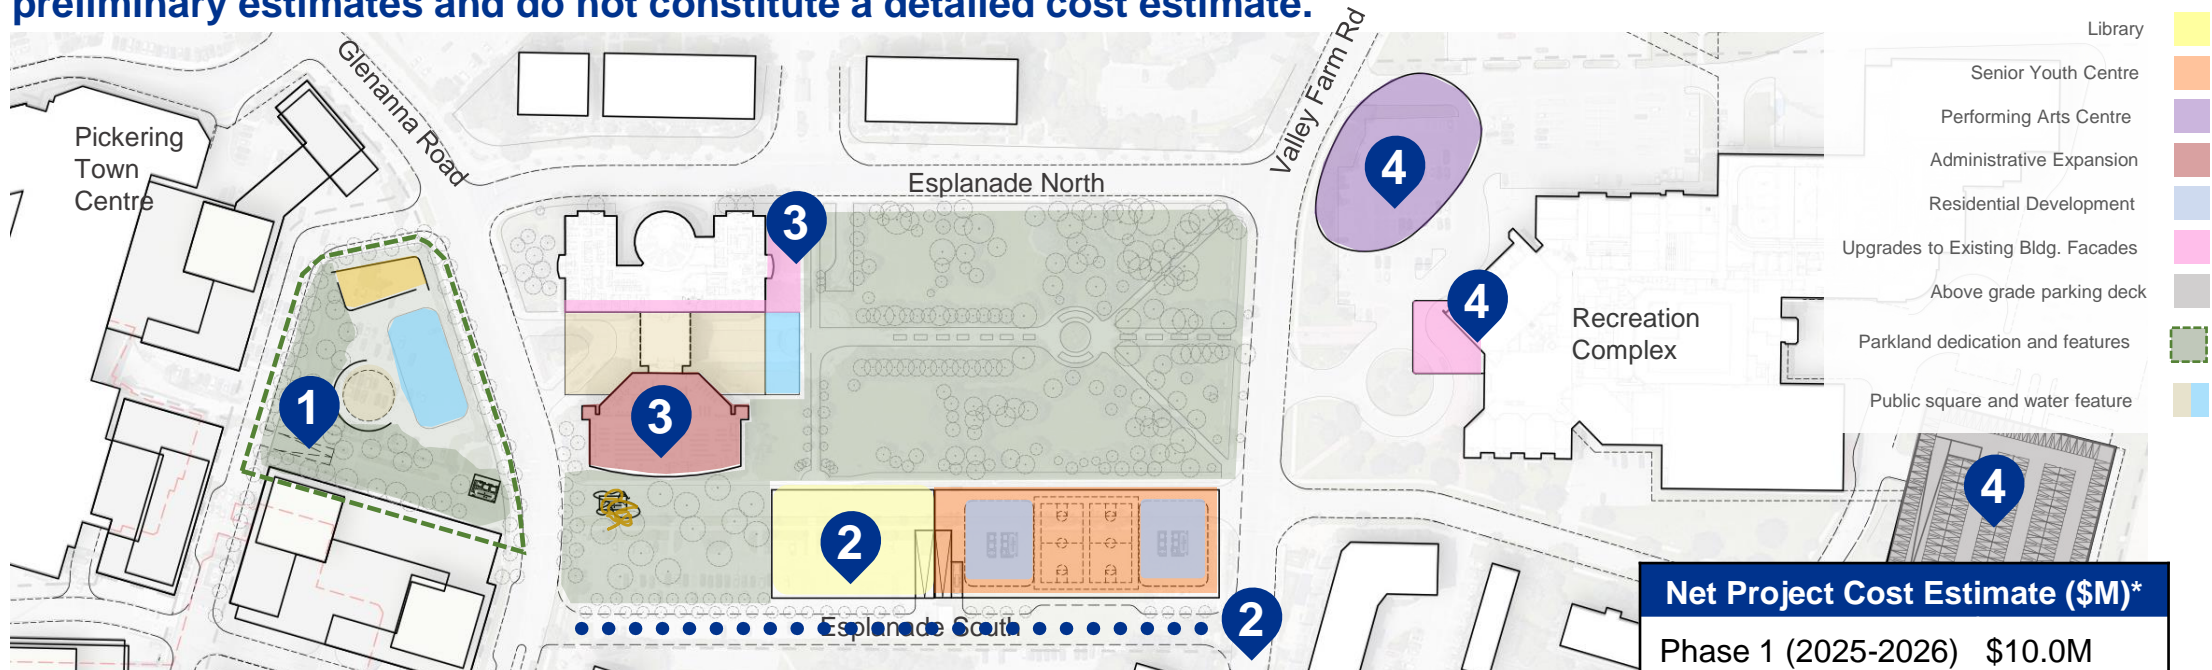 preliminary estimates and do not constitute a detailed cost estimate.
Glenanna Road
Valley Farm Rd
Pickering
Town
Centre
Esplanade North
Esplanade South
Recreation
Complex
1
2
2
3
3
4
4
4
Library
Senior Youth Centre
Performing Arts Centre
Administrative Expansion
Residential Development
Upgrades to Existing Bldg. Facades
Above grade parking deck
Parkland dedication and features
Public square and water feature
Net Project Cost Estimate ($M)*
Phase 1 (2025-2026) $10.0M